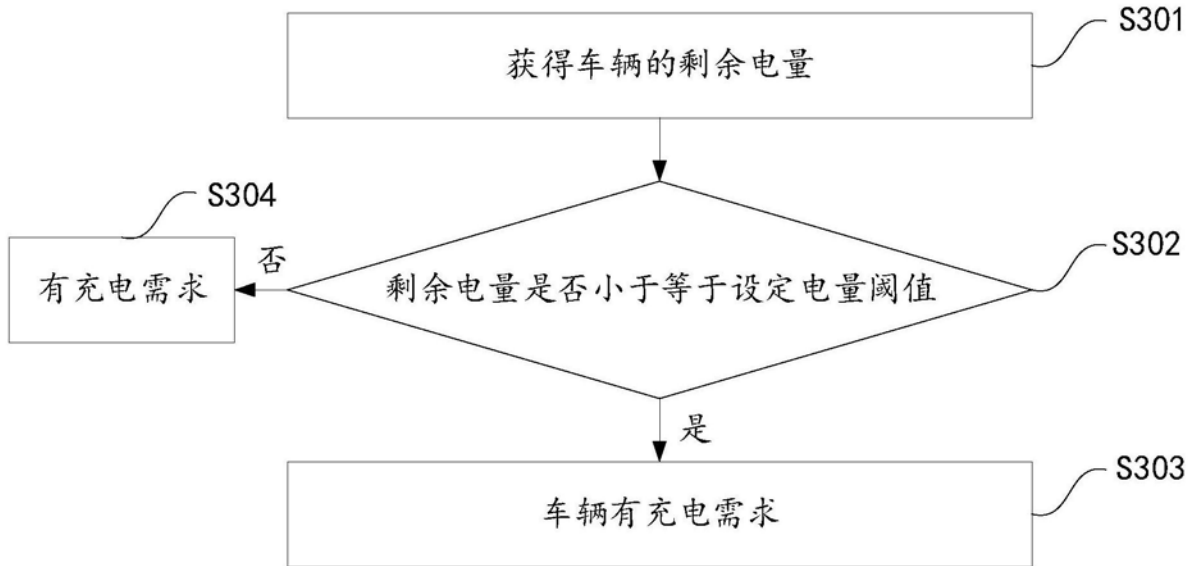 S301
获得车辆的剩余电量
S304
有充电需求
否
剩余电量是否小于等于设定电量阈值
S302
是
车辆有充电需求
S303